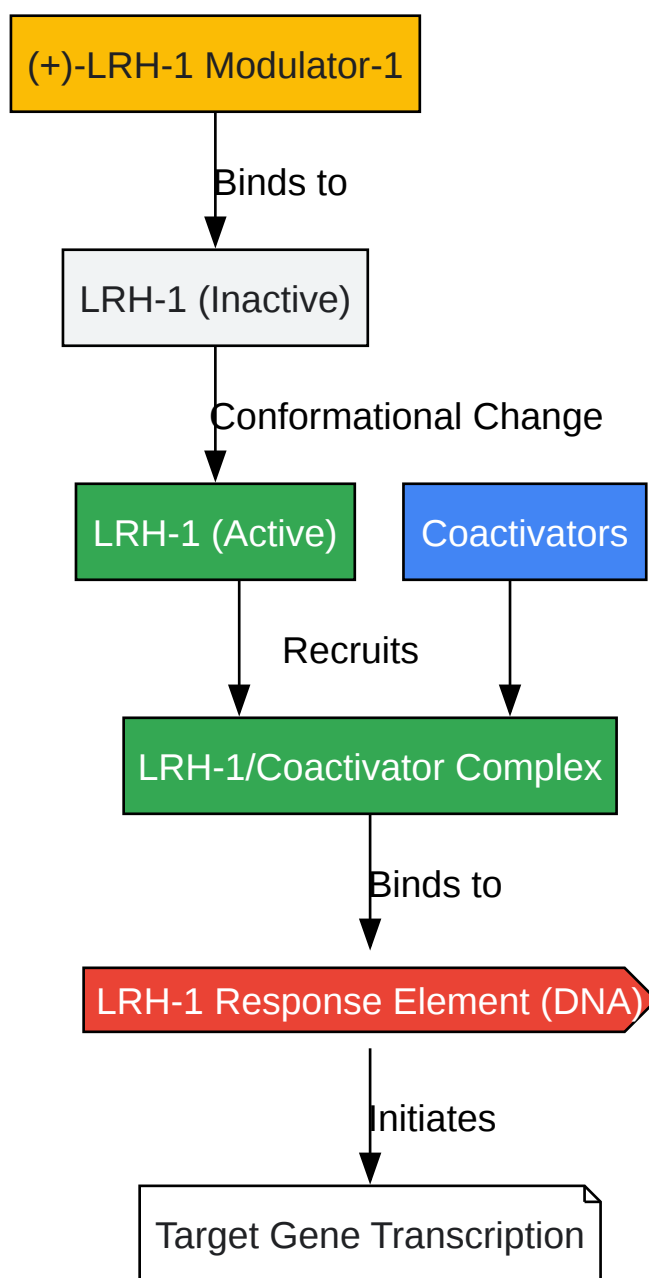 (+)-LRH-1 Modulator-1
Binds to
LRH-1 (Inactive)
Conformational Change
LRH-1 (Active)
Coactivators
Recruits
LRH-1/Coactivator Complex
Binds to
LRH-1 Response Element (DNA)
Initiates
Target Gene Transcription